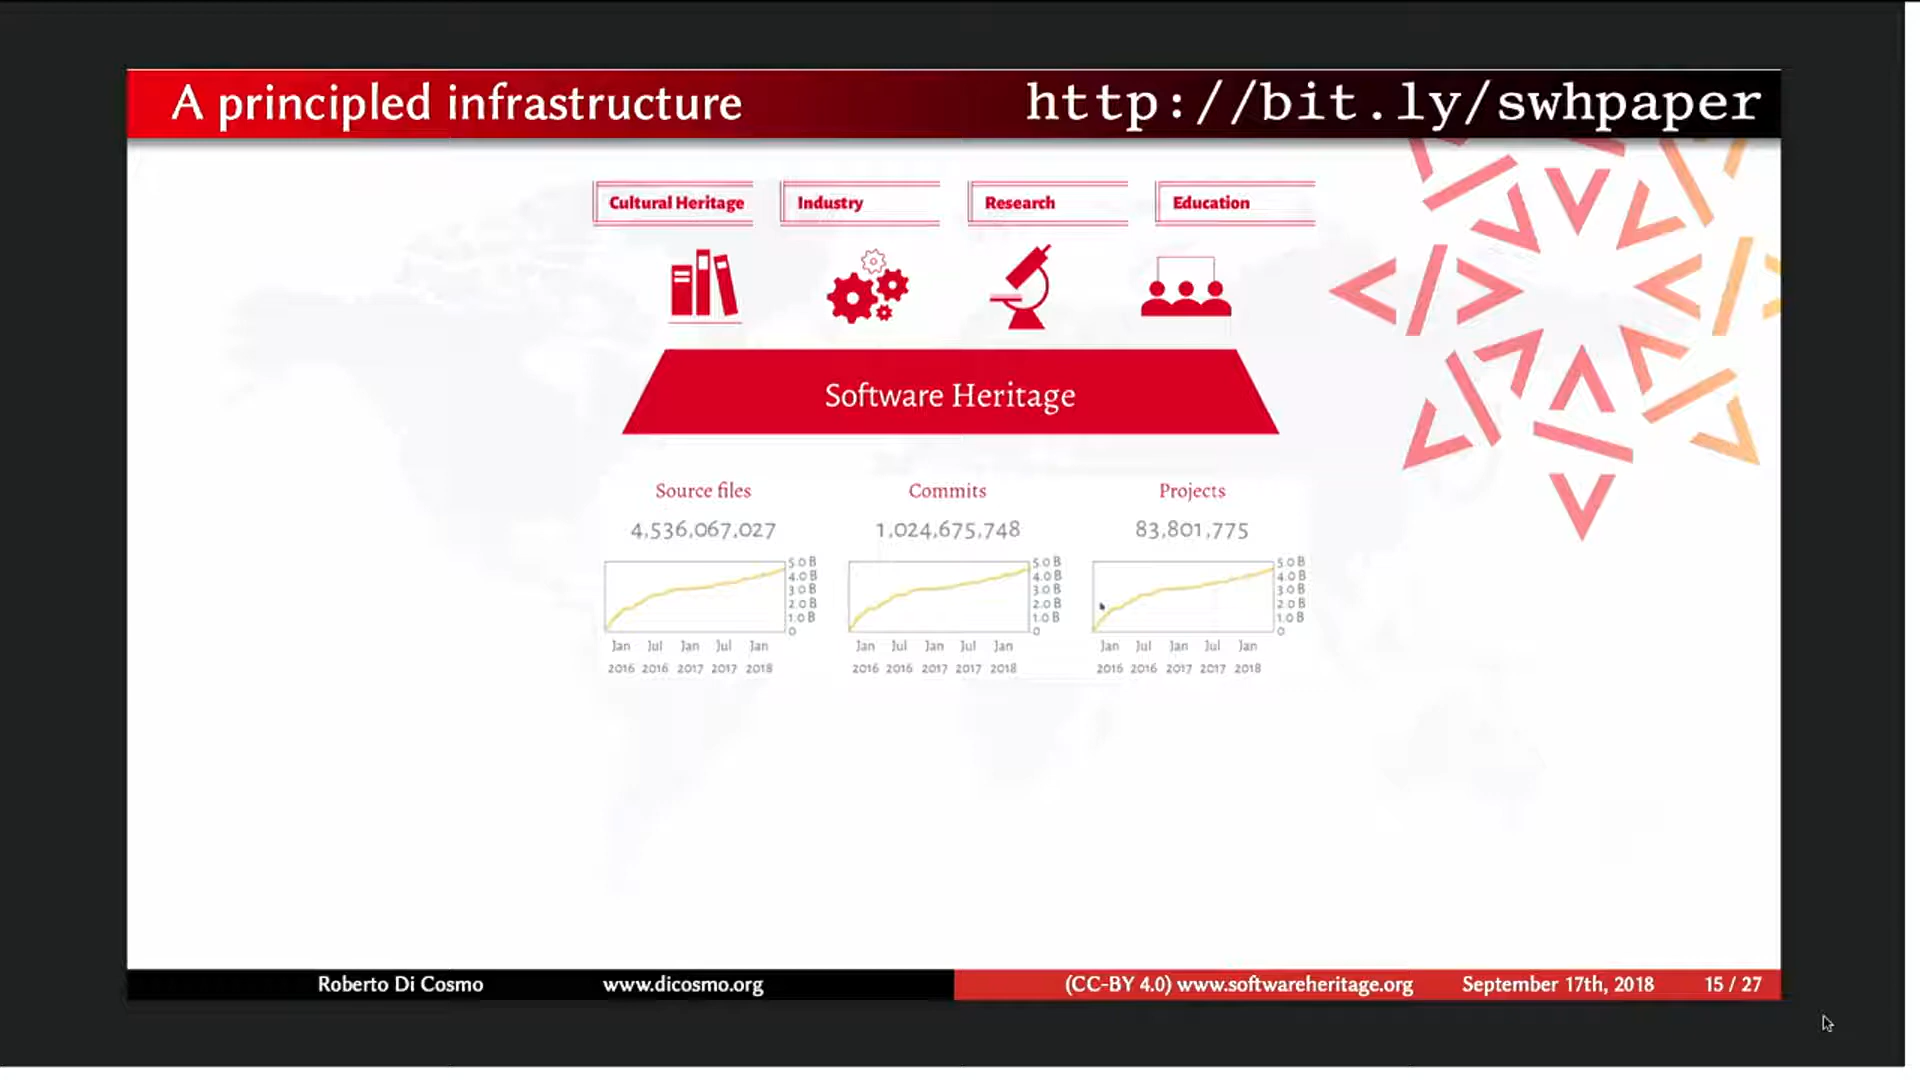 A principled infrastructure http://bit.ly/swhpaper
Cultural Heritage Industry Research Education
Software Heritage
Source files Commits Projects
4,536,067,027 1,024,675,748 83,801,775
5.0 B 5.0 B 5.0 B
4.0 B 4.0 B 4.0 B
3.0 B 3.0 B 3.0 B
2.0 B 2.0 B 2.0 B
1.0 B 1.0 B 1.0 B
0 0 0
Jan Jul Jan Jul Jan Jan Jul Jan Jul Jan Jan Jul Jan Jul Jan
2016 2016 2017 2017 2018 2016 2016 2017 2017 2018 2016 2016 2017 2017 2018
Roberto Di Cosmo www.dicosmo.org (CC-BY 4.0) www.softwareheritage.org September 17th, 2018 15 / 27